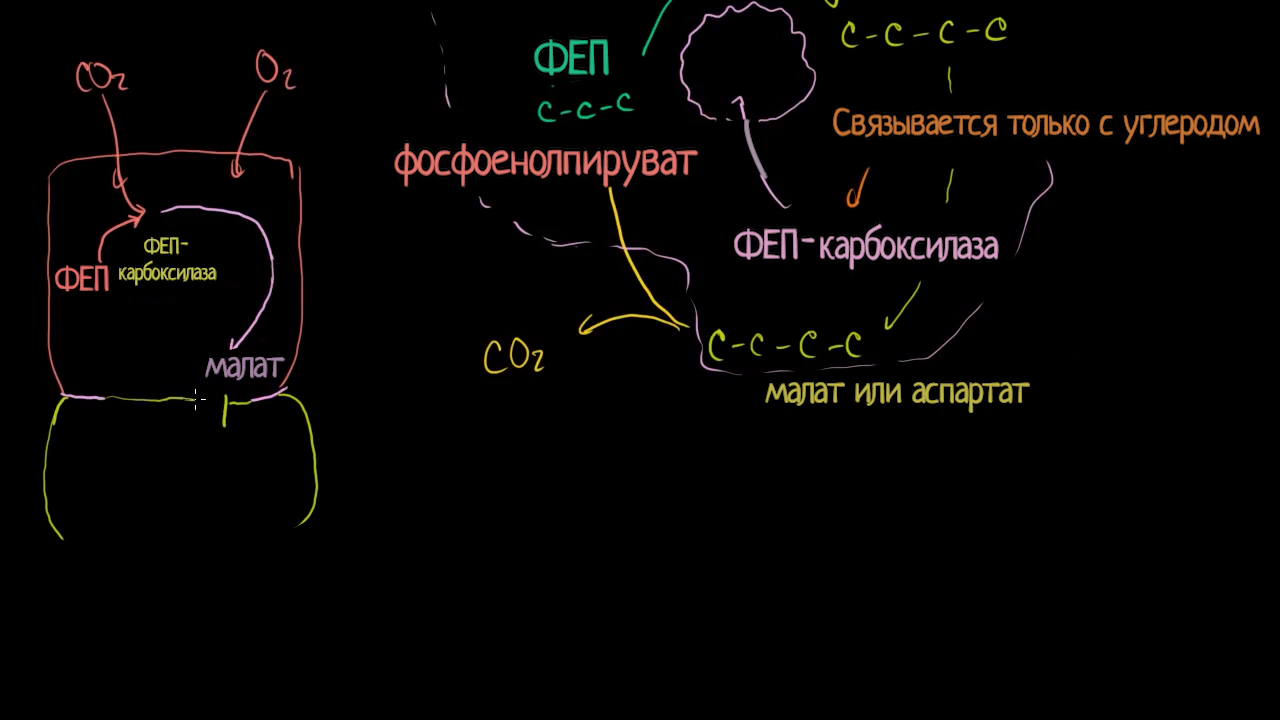 CO₂
O₂
ФЕП
ФЕП-
карбоксилаза
малат
ФЕП
C-C-C
фосфоенолпируват
C-C-C-C
Связывается только с углеродом
ФЕП-карбоксилаза
CO₂
C-C-C-C
малат или аспартат